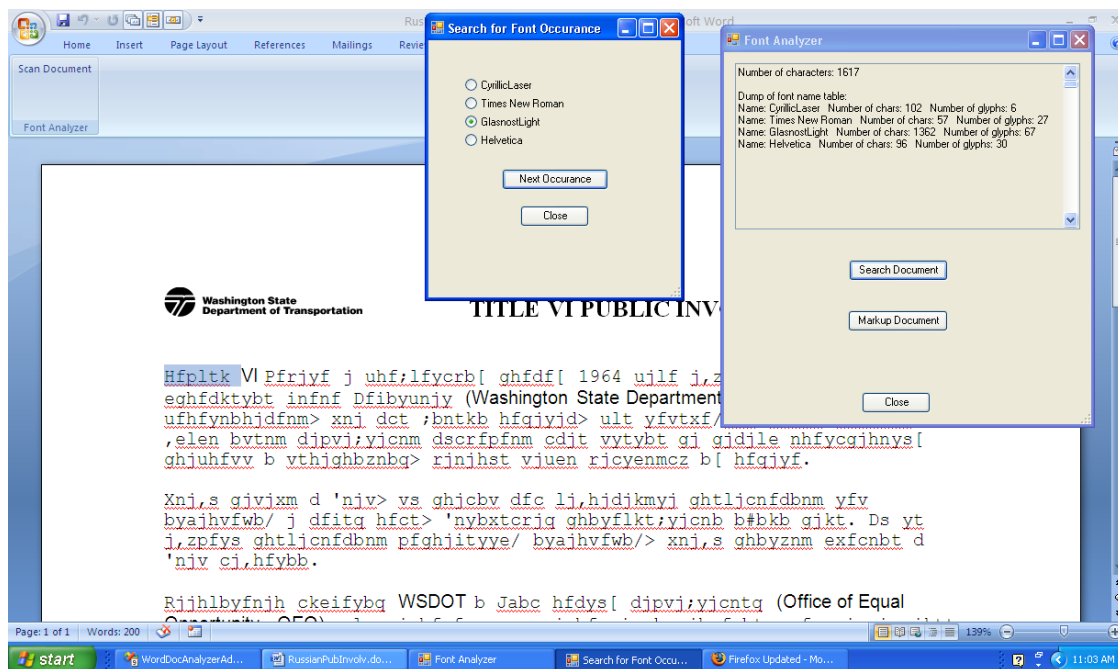 Rus
soft Word
Home Insert Page Layout References Mailings Revie
Scan Document
Font Analyzer
Search for Font Occurance
CyrillicLaser
Times New Roman
GlasnostLight
Helvetica
Next Occurance
Close
Font Analyzer
Number of characters: 1617
Dump of font name table:
Name: CyrillicLaser Number of chars: 102 Number of glyphs: 6
Name: Times New Roman Number of chars: 57 Number of glyphs: 27
Name: GlasnostLight Number of chars: 1362 Number of glyphs: 67
Name: Helvetica Number of chars: 96 Number of glyphs: 30
Search Document
Markup Document
Close
Washington State
Department of Transportation
TITLE VI PUBLIC INV
Hfpltk VI Pfrjyf j uhf;lfycrb[ ghfdf[ 1964 ujlf j,z
eghfdktybt infnf Dfibyunjy (Washington State Department
ufhfynbhjdfnm> xnj dct ;bntkb hfqjyjd> ult yfvtxf/
,elen bvtnm djpvj;yjcnm dscrfpfnm cdjt vytybt gj gjdjle nhfycgjhnys[
ghjuhfvv b vthjghbznbq> rjnjhst vjuen rjcyenmcz b[ hfqjyf.
Xnj,s gjvjxm d 'njv> vs ghjcbv dfc lj,hjdjkmyj ghtljcnfdbnm yfv
byajhvfwb/ j dfitq hfct> 'nybxtcrjq ghbyflkt;yjcnb b#bkb gjkt. Ds yt
j,zpfys ghtljcnfdbnm pfghjityye/ byajhvfwb/> xnj,s ghbyznm exfcnbt d
'njv cj,hfybb.
Rjjhlbyfnjh ckeifybq WSDOT b Jabc hfdys[ djpvj;yjcntq (Office of Equal
Page: 1 of 1 Words: 200 139%
start WordDocAnalyzerAd... RussianPubInvolv.do... Font Analyzer Search for Font Occu... Firefox Updated - Mo... 11:03 AM